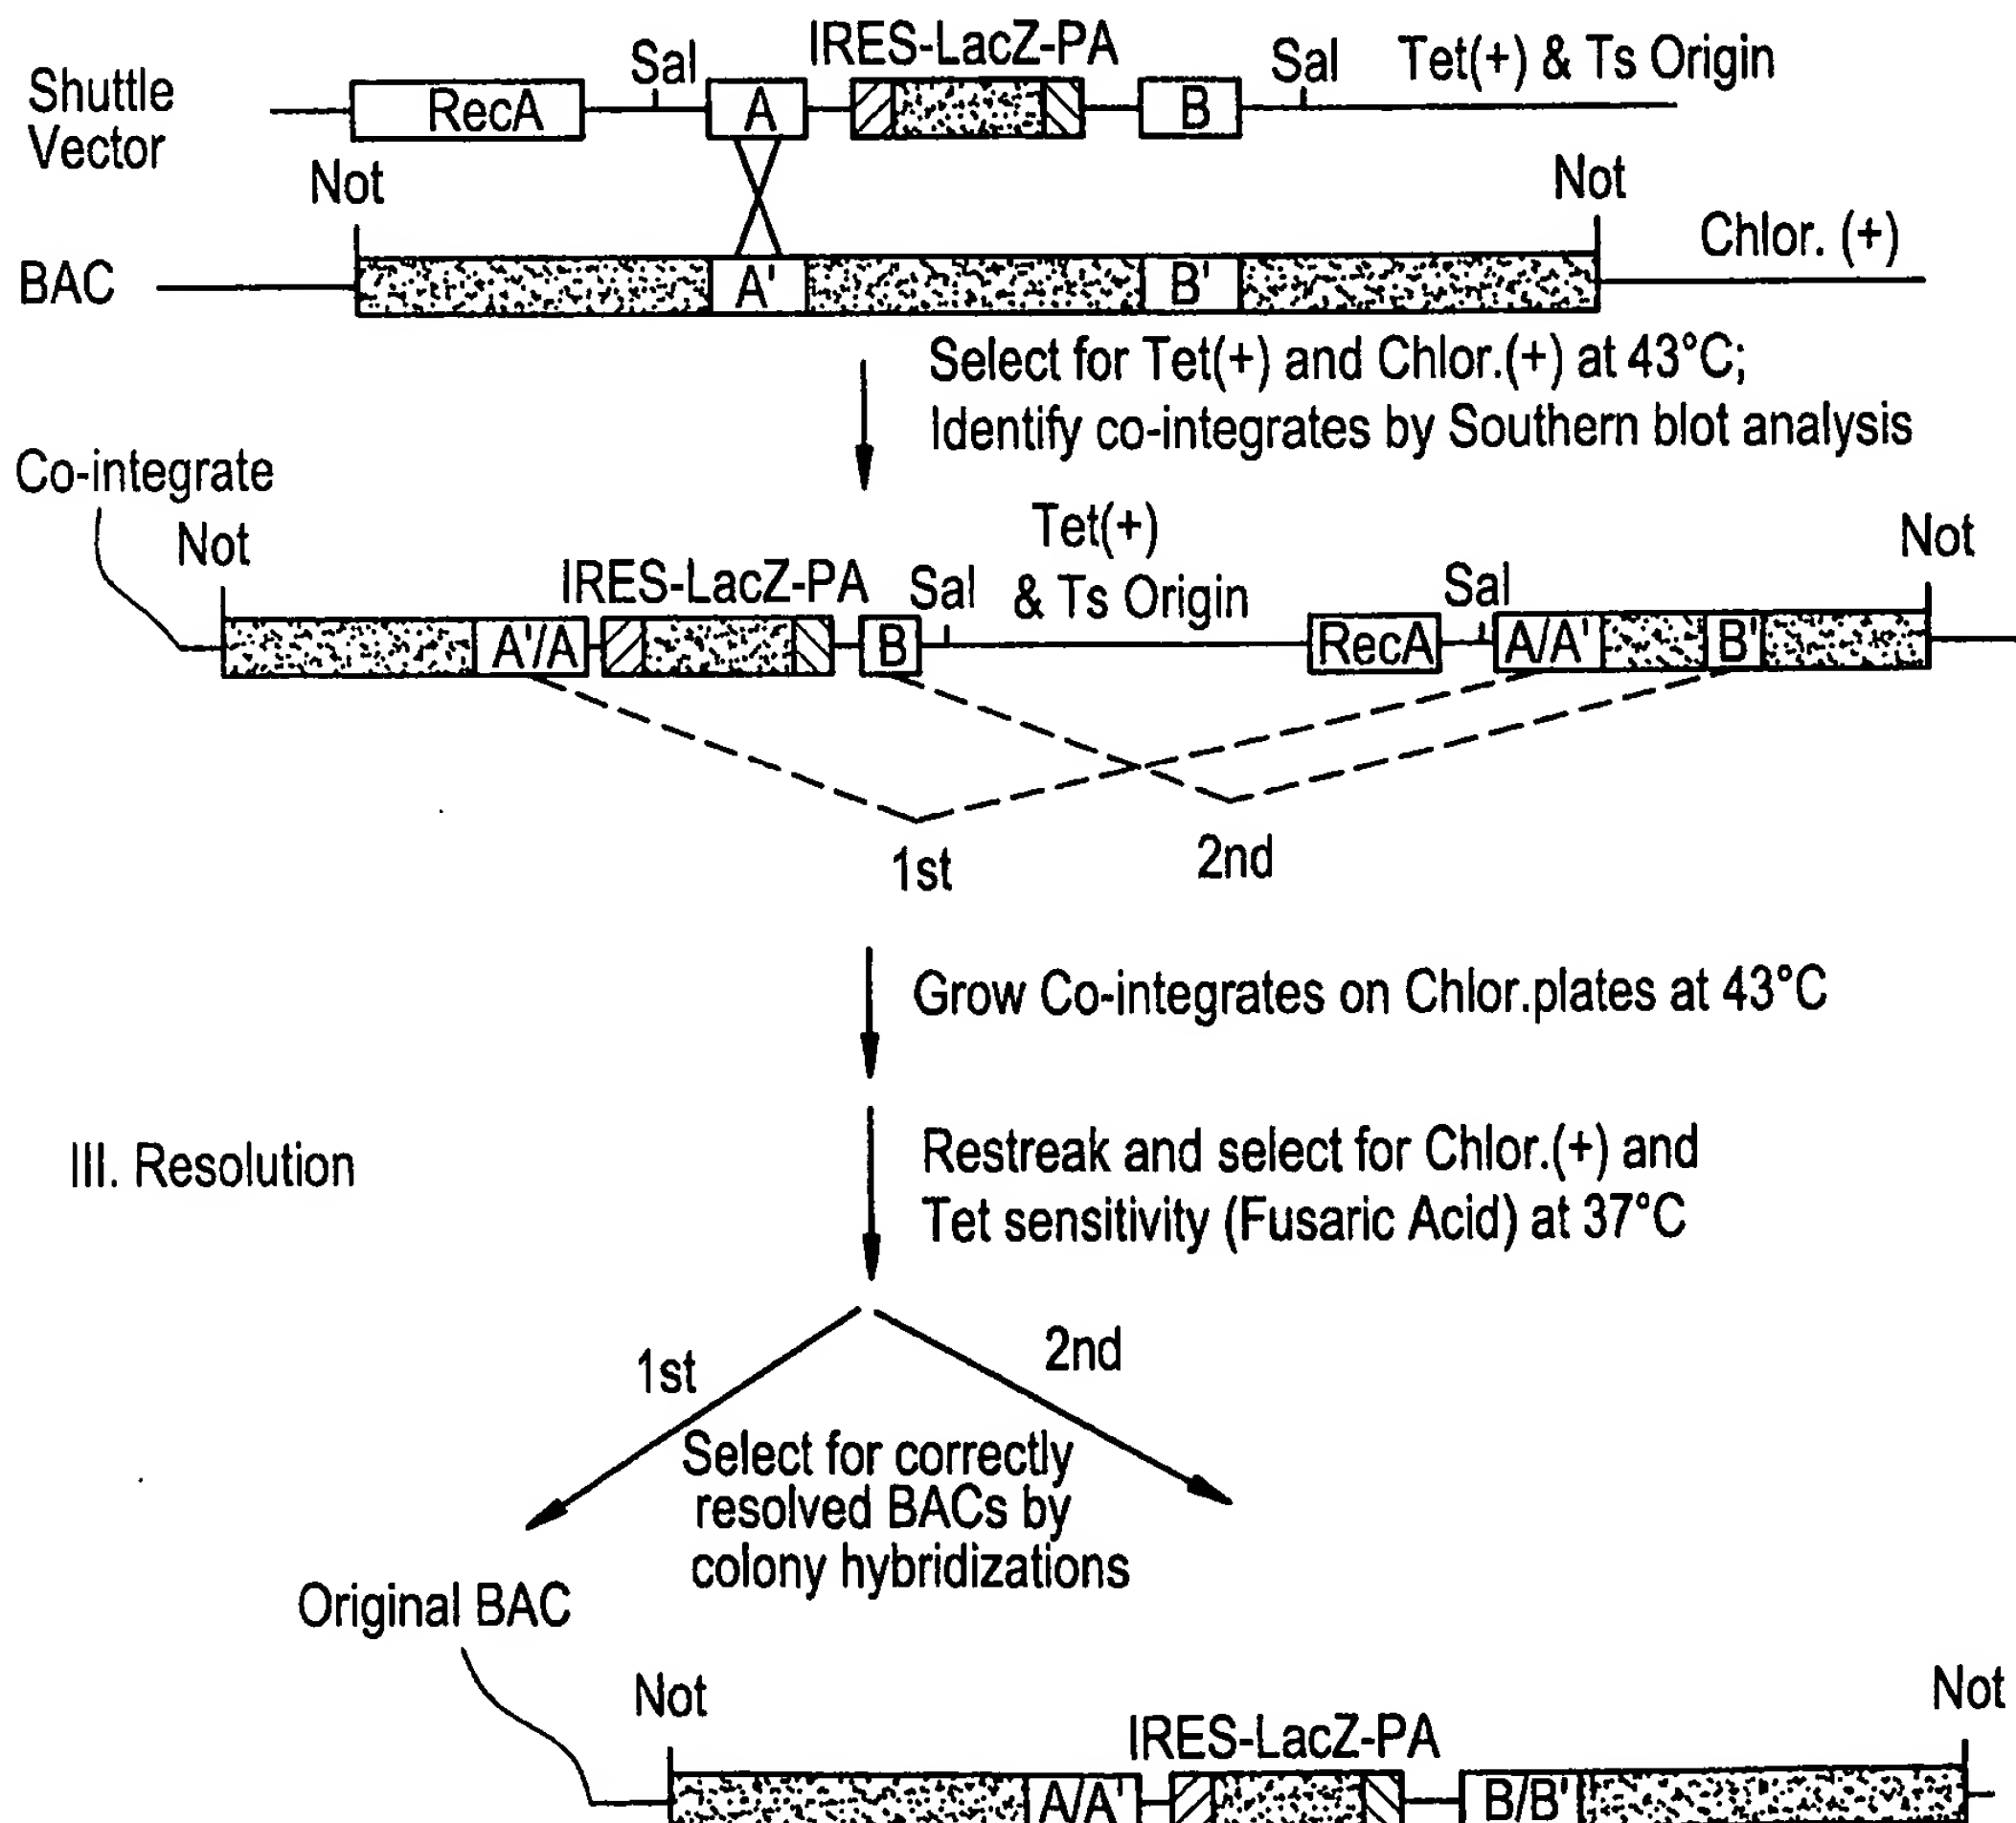 IRES-LacZ-PA
Sal
Sal
Tet(+) & Ts Origin
Shuttle
Vector
RecA
A
B
Not
Not
Chlor. (+)
BAC
A'
B'
Select for Tet(+) and Chlor.(+) at 43°C;
Identify co-integrates by Southern blot analysis
Co-integrate
Not
Tet(+)
& Ts Origin
Not
IRES-LacZ-PA
Sal
Sal
A'/A
B
RecA
A/A'
B'
1st
2nd
Grow Co-integrates on Chlor.plates at 43°C
III. Resolution
Restreak and select for Chlor.(+) and
Tet sensitivity (Fusaric Acid) at 37°C
1st
2nd
Select for correctly
resolved BACs by
colony hybridizations
Original BAC
Not
Not
IRES-LacZ-PA
A/A'
B/B'